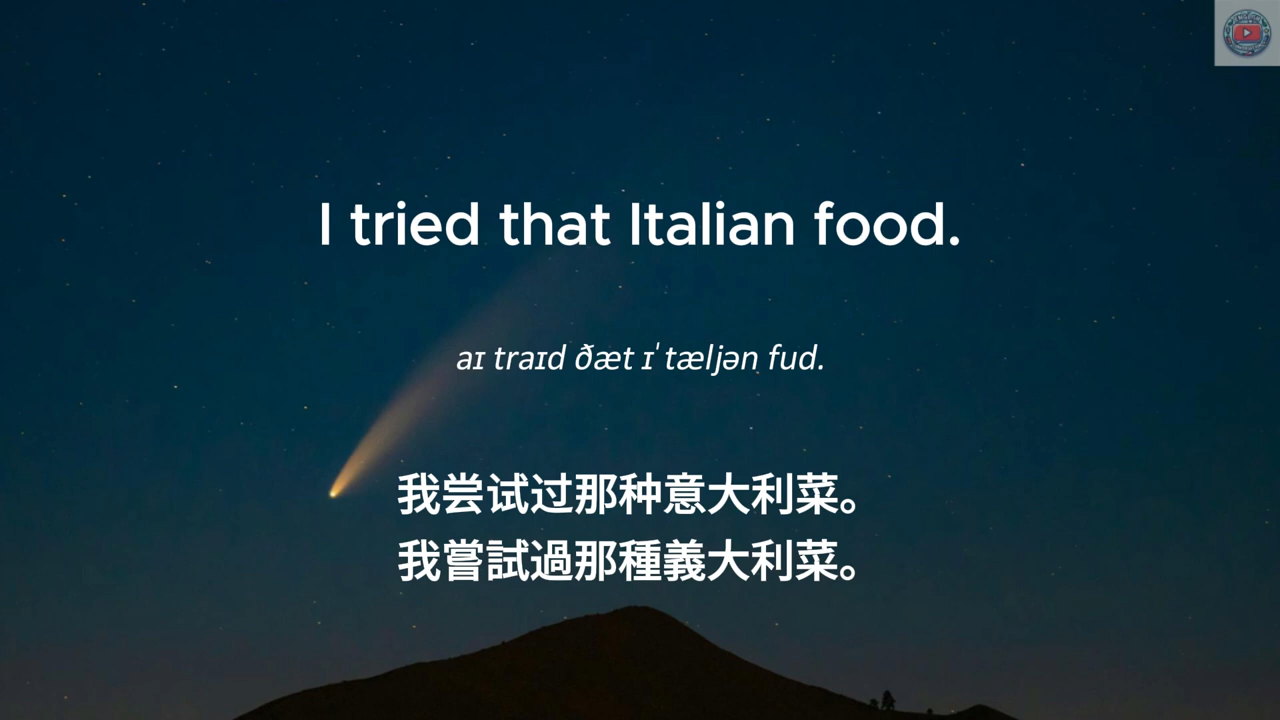 I tried that Italian food.
aɪ traɪd ðæt ɪˈtæljən fud.
我尝试过那种意大利菜。
我嘗試過那種義大利菜。